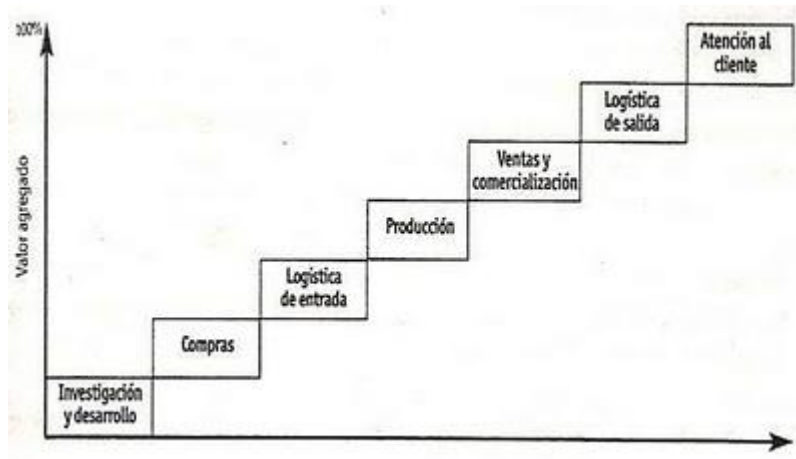 100%
Atención al
cliente
Logística
de salida
Ventas y
comercialización
Producción
Logística
de entrada
Compras
Investigación
y desarrollo
Valor agregado